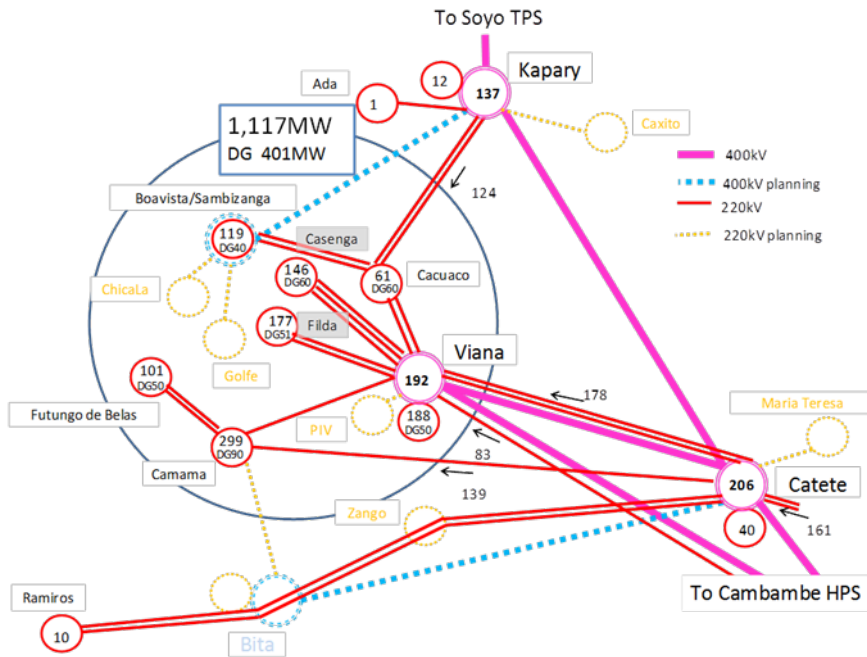 To Soyo TPS
Kapary
12
137
Ada
1
1,117MW
DG 401MW
Caxito
400kV
400kV planning
220kV
220kV planning
124
Boavista/Sambizanga
119
DG40
Casenga
146
DG60
61
DG60
Cacuaco
ChicaLa
177
DG51
Filda
Viana
192
Golfe
101
DG50
178
Maria Teresa
Futungo de Belas
188
DG50
PIV
299
DG90
83
Camama
206
Catete
139
Zango
40
161
To Cambambe HPS
Ramiros
10
Bita